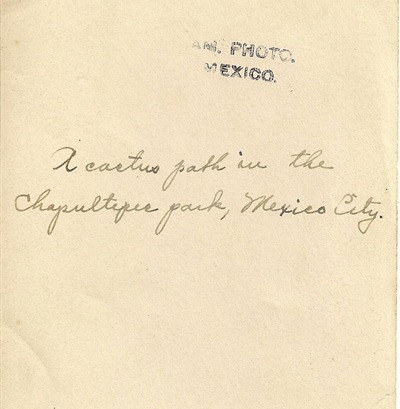 AM. PHOTO.
MEXICO.
A cactus path in the
Chapultepec park, Mexico City.